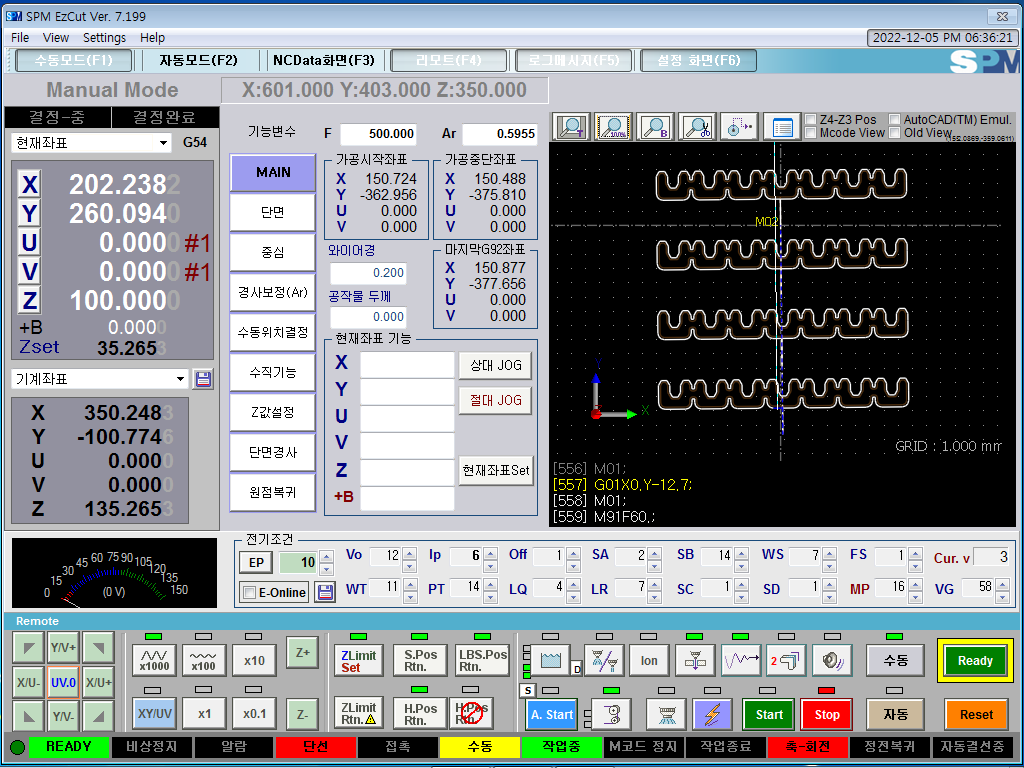 SPM EzCut Ver. 7.199
File View Settings Help
2022-12-05 PM 06:36:21
수동모드(F1) 자동모드(F2) NCData화면(F3) 리모트(F4) 로그메시지(F5) 설정 화면(F6) SPM
Manual Mode X:601.000 Y:403.000 Z:350.000
결정-중 결정완료
현재좌표 G54
X 202.2382
Y 260.0940
U 0.0000 #1
V 0.0000 #1
Z 100.0000
+B 0.0000
Zset 35.2653
기계좌표
X 350.2483
Y -100.7746
U 0.0000
V 0.0000
Z 135.2653
기능변수 F 500.000 Ar 0.5955
MAIN
단면
중심
경사보정(Ar)
수동위치결정
수직기능
Z값설정
단면경사
원점복귀
가공시작좌표
X 150.724
Y -362.956
U 0.000
V 0.000
가공중단좌표
X 150.488
Y -375.810
U 0.000
V 0.000
와이어경
0.200
공작물 두께
0.000
마지막G92좌표
X 150.877
Y -377.656
U 0.000
V 0.000
현재좌표 기능
X 상대 JOG
Y 절대 JOG
U
V
Z 현재좌표Set
+B
100% B
Z4-Z3 Pos AutoCAD(TM) Emul.
Mcode View Old View
(152.0869,-359.0611)
M02
Y
X
GRID : 1.000 mm
[556] M01;
[557] G01X0,Y-12.7;
[558] M01;
[559] M91F60,;
0 15 30 45 60 75 90 105 120 135 150
(0 V)
전기조건
EP 10 Vo 12 Ip 6 Off 1 SA 2 SB 14 WS 7 FS 1 Cur. v 3
E-Online WT 11 PT 14 LQ 4 LR 7 SC 1 SD 1 MP 16 VG 58
Remote
Y/V+
X/U- UV.0 X/U+
Y/V-
x1000 x100 x10 Z+
XY/UV x1 x0.1 Z-
ZLimit Set S.Pos Rtn. LBS.Pos Rtn.
ZLimit Rtn. H.Pos Rtn. H.Pos Rtn.
D Ion 2 수동 Ready
S A. Start Start Stop 자동 Reset
READY 비상정지 알람 단선 접촉 수동 작업중 M코드 정지 작업종료 축-회전 정전복귀 자동결선중